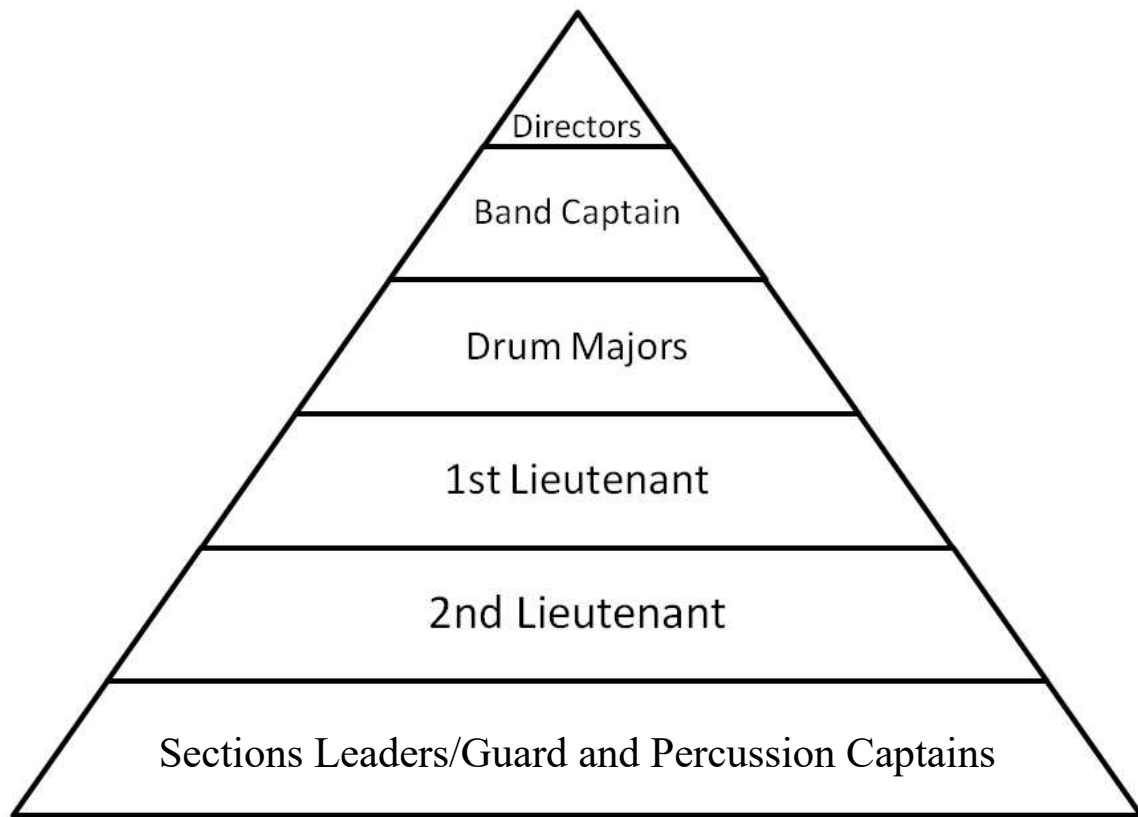 Directors
Band Captain
Drum Majors
1st Lieutenant
2nd Lieutenant
Sections Leaders/Guard and Percussion Captains